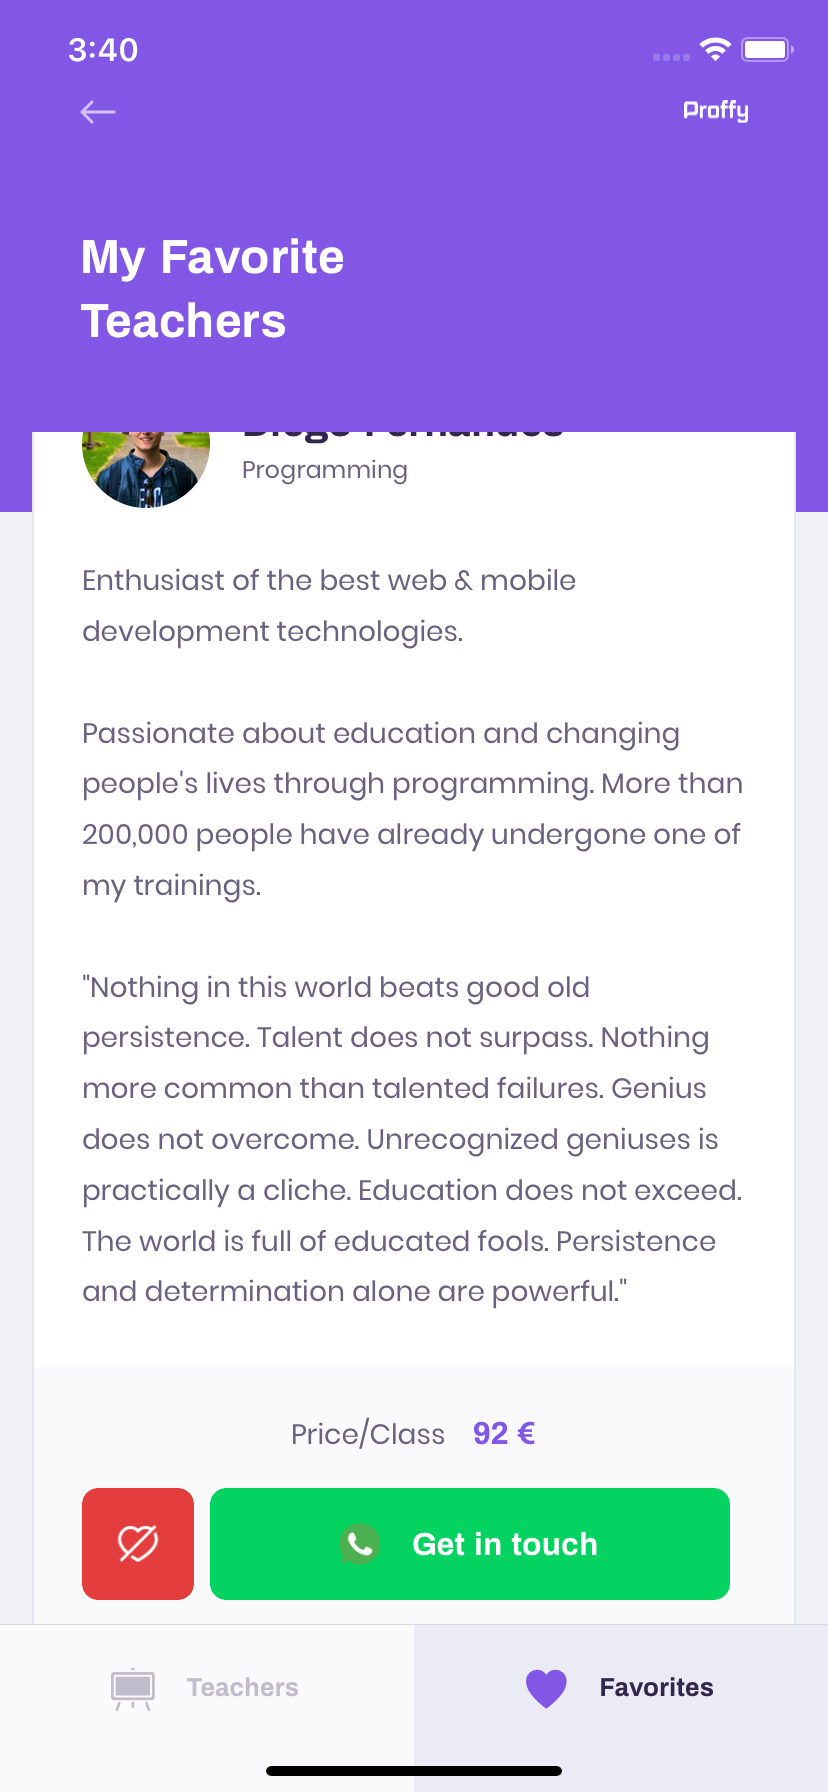 3:40
Proffy
My Favorite
Teachers
Diego Fernandes
Programming
Enthusiast of the best web & mobile
development technologies.
Passionate about education and changing
people's lives through programming. More than
200,000 people have already undergone one of
my trainings.
"Nothing in this world beats good old
persistence. Talent does not surpass. Nothing
more common than talented failures. Genius
does not overcome. Unrecognized geniuses is
practically a cliche. Education does not exceed.
The world is full of educated fools. Persistence
and determination alone are powerful."
Price/Class 92 €
Get in touch
Teachers
Favorites